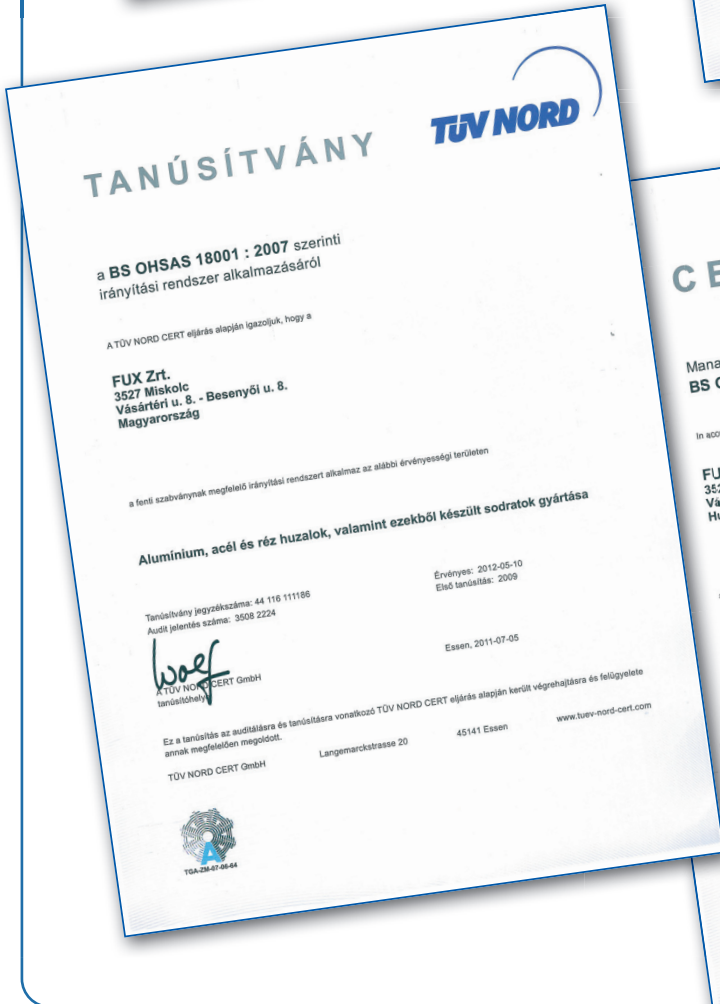 TÜV NORD
TANÚSÍTVÁNY
a BS OHSAS 18001 : 2007 szerinti
irányítási rendszer alkalmazásáról
A TÜV NORD CERT eljárás alapján igazoljuk, hogy a
FUX Zrt.
3527 Miskolc
Vásártéri u. 8. - Besenyői u. 8.
Magyarország
a fenti szabványnak megfelelő irányítási rendszert alkalmaz az alábbi érvényességi területen
Alumínium, acél és réz huzalok, valamint ezekből készült sodratok gyártása
Tanúsítvány jegyzékszáma: 44 116 111186
Audit jelentés száma: 3508 2224
Érvényes: 2012-05-10
Első tanúsítás: 2009
A TÜV NORD CERT GmbH
tanúsítóhelye
Essen, 2011-07-05
Ez a tanúsítás az auditálásra és tanúsításra vonatkozó TÜV NORD CERT eljárás alapján került végrehajtásra és felügyelete
annak megfelelően megoldott.
TÜV NORD CERT GmbH Langemarckstrasse 20 45141 Essen www.tuev-nord-cert.com
A
TGA-ZM-07-06-64
CE
Mana
BS O
In acco
FU
352
Vá
Hu